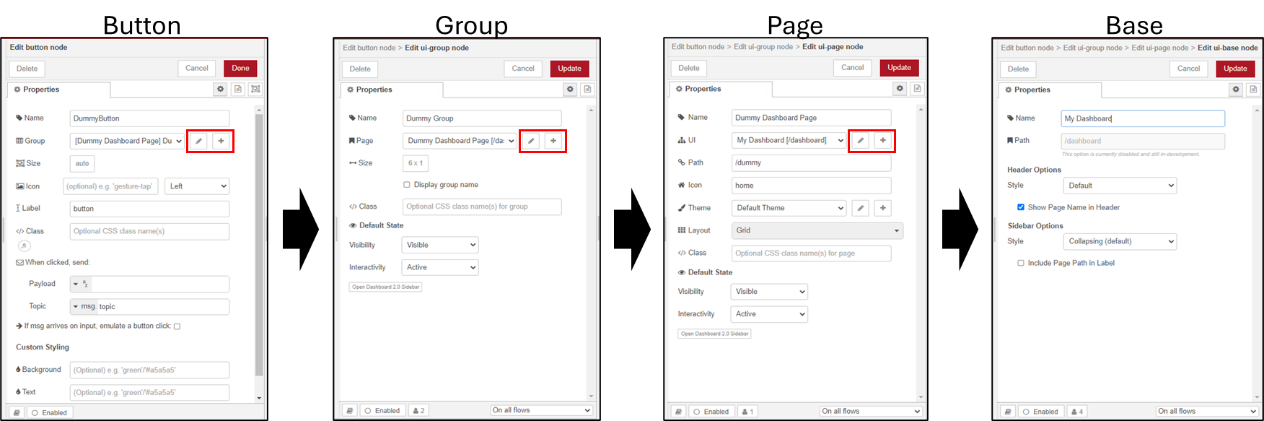 Button
Edit button node
Delete Cancel Done
Properties
Name DummyButton
Group [Dummy Dashboard Page] Du
Size auto
Icon (optional) e.g. 'gesture-tap' Left
Label button
Class Optional CSS class name(s)
When clicked, send:
Payload
Topic msg. topic
If msg arrives on input, emulate a button click:
Custom Styling
Background (Optional) e.g. 'green'/'#a5a5a5'
Text (Optional) e.g. 'green'/'#a5a5a5'
Enabled
Group
Edit button node > Edit ui-group node
Delete Cancel Update
Properties
Name Dummy Group
Page Dummy Dashboard Page [/da
Size 6 x 1
Display group name
Class Optional CSS class name(s) for group
Default State
Visibility Visible
Interactivity Active
Open Dashboard 2.0 Sidebar
Enabled 2 On all flows
Page
Edit button node > Edit ui-group node > Edit ui-page node
Delete Cancel Update
Properties
Name Dummy Dashboard Page
UI My Dashboard [/dashboard]
Path /dummy
Icon home
Theme Default Theme
Layout Grid
Class Optional CSS class name(s) for page
Default State
Visibility Visible
Interactivity Active
Open Dashboard 2.0 Sidebar
Enabled 1 On all flows
Base
Edit button node > Edit ui-group node > Edit ui-page node > Edit ui-base node
Delete Cancel Update
Properties
Name My Dashboard
Path /dashboard
This option is currently disabled and still in-development.
Header Options
Style Default
Show Page Name in Header
Sidebar Options
Style Collapsing (default)
Include Page Path in Label
Enabled 4 On all flows